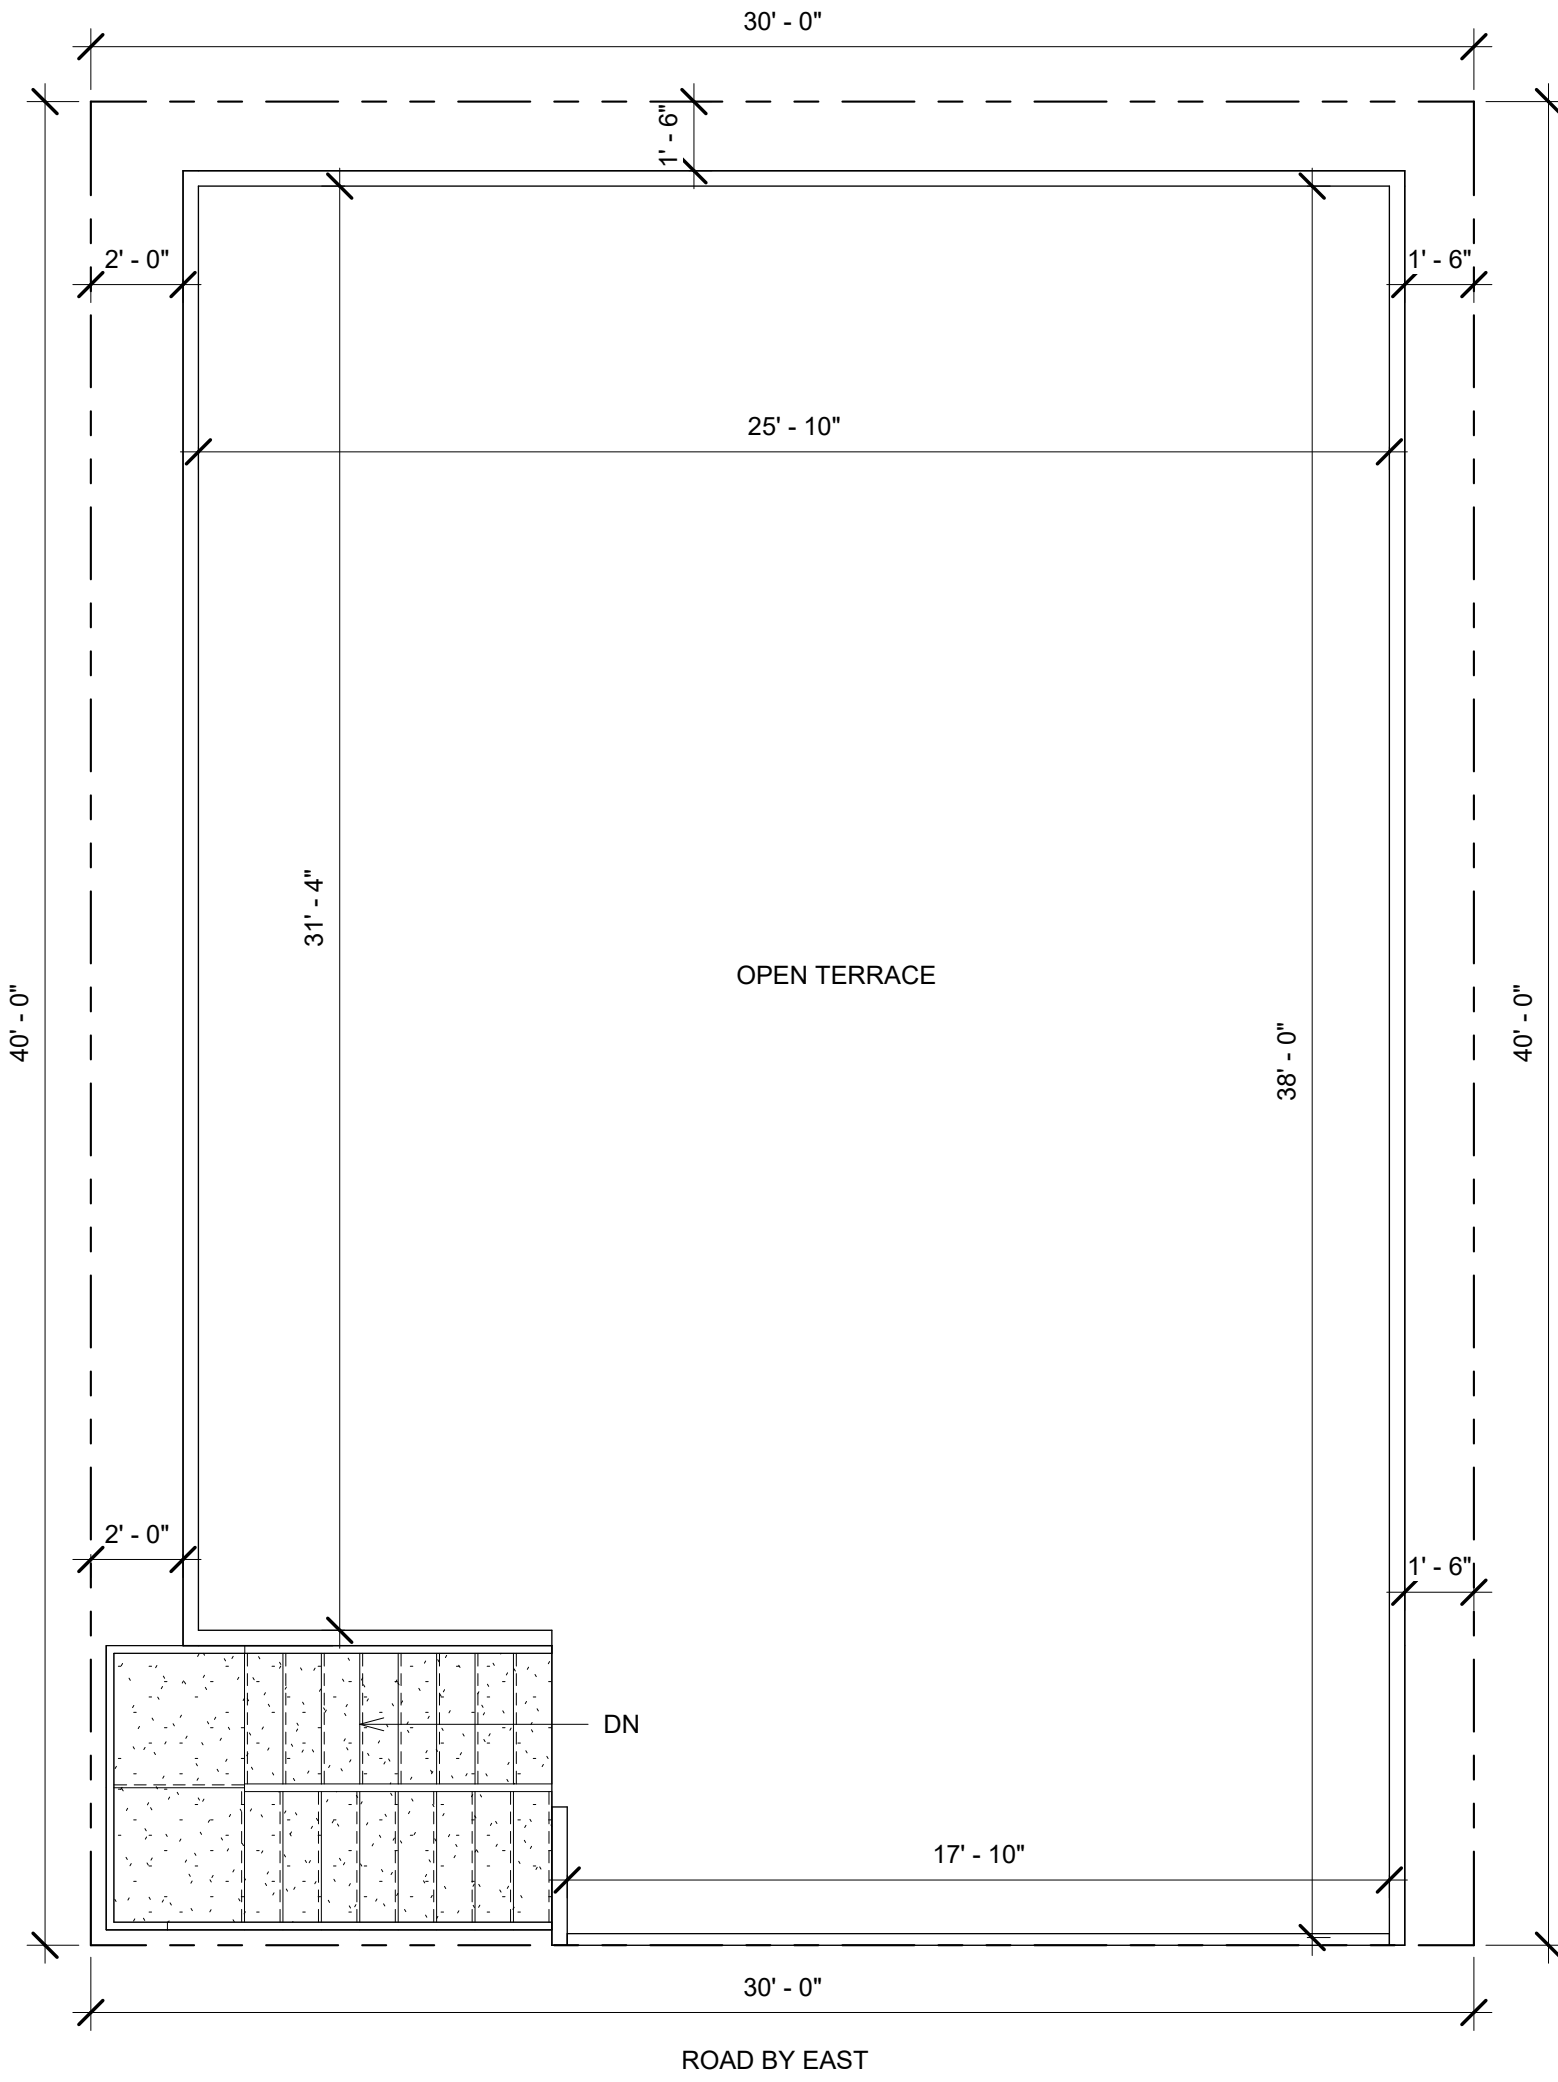 30' - 0"
1' - 6"
2' - 0"
1' - 6"
25' - 10"
31' - 4"
OPEN TERRACE
40' - 0"
38' - 0"
40' - 0"
2' - 0"
1' - 6"
DN
17' - 10"
30' - 0"
ROAD BY EAST